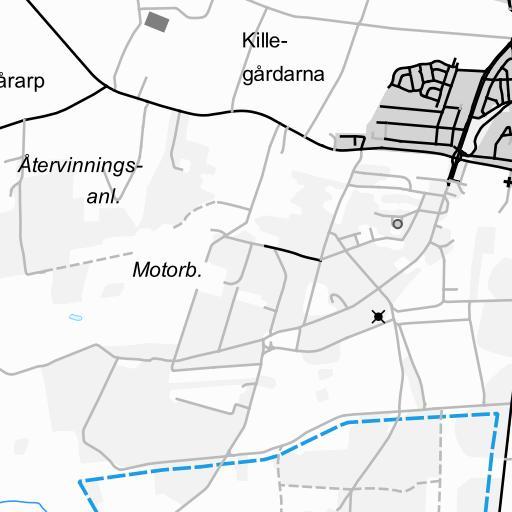 Kille-
gårdarna
årarp
Återvinnings-
anl.
Motorb.